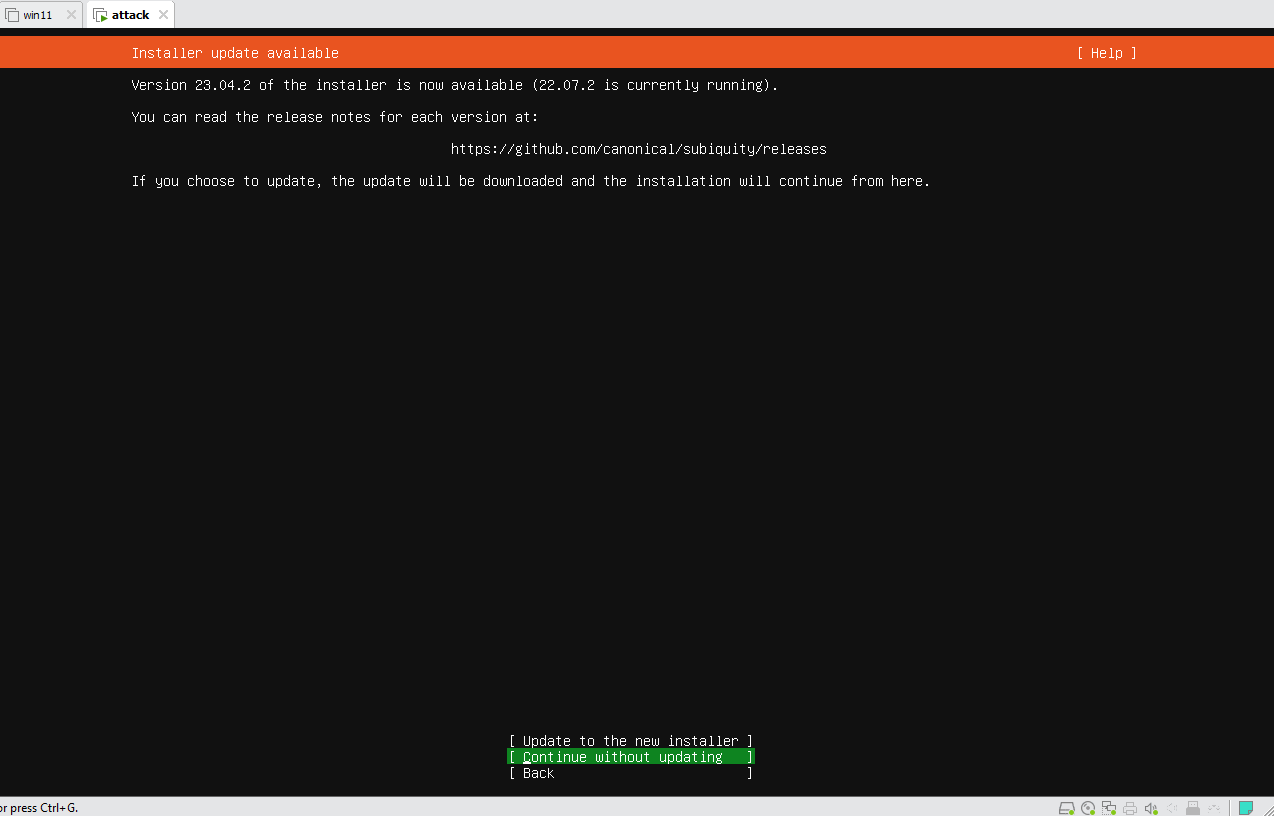 win11
attack
Installer update available [ Help ]
Version 23.04.2 of the installer is now available (22.07.2 is currently running).
You can read the release notes for each version at:
https://github.com/canonical/subiquity/releases
If you choose to update, the update will be downloaded and the installation will continue from here.
[ Update to the new installer ]
[ Continue without updating ]
[ Back ]
or press Ctrl+G.